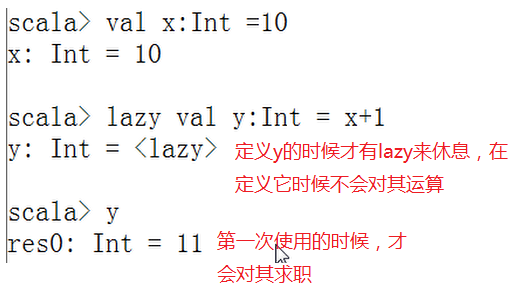 scala> val x:Int =10
x: Int = 10
scala> lazy val y:Int = x+1
y: Int = <lazy> 定义y的时候才有lazy来休息，在
定义它时候不会对其运算
scala> y
res0: Int = 11 第一次使用的时候，才
会对其求职